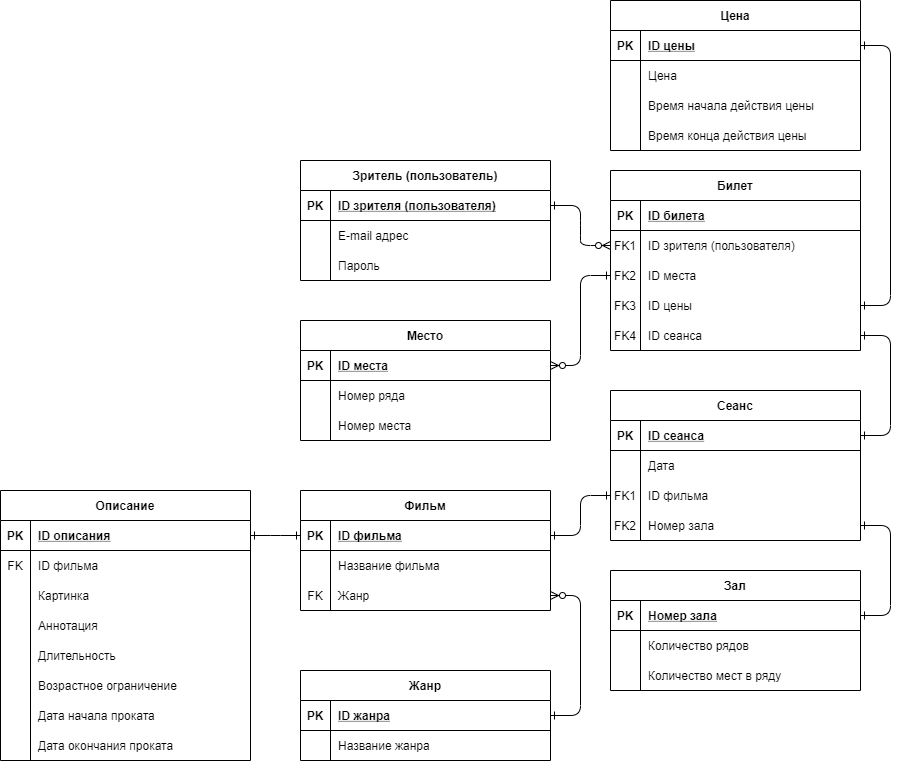 Цена
PK ID цены
Цена
Время начала действия цены
Время конца действия цены
Зритель (пользователь)
PK ID зрителя (пользователя)
E-mail адрес
Пароль
Билет
PK ID билета
FK1 ID зрителя (пользователя)
FK2 ID места
FK3 ID цены
FK4 ID сеанса
Место
PK ID места
Номер ряда
Номер места
Сеанс
PK ID сеанса
Дата
FK1 ID фильма
FK2 Номер зала
Описание
PK ID описания
FK ID фильма
Картинка
Аннотация
Длительность
Возрастное ограничение
Дата начала проката
Дата окончания проката
Фильм
PK ID фильма
Название фильма
FK Жанр
Зал
PK Номер зала
Количество рядов
Количество мест в ряду
Жанр
PK ID жанра
Название жанра